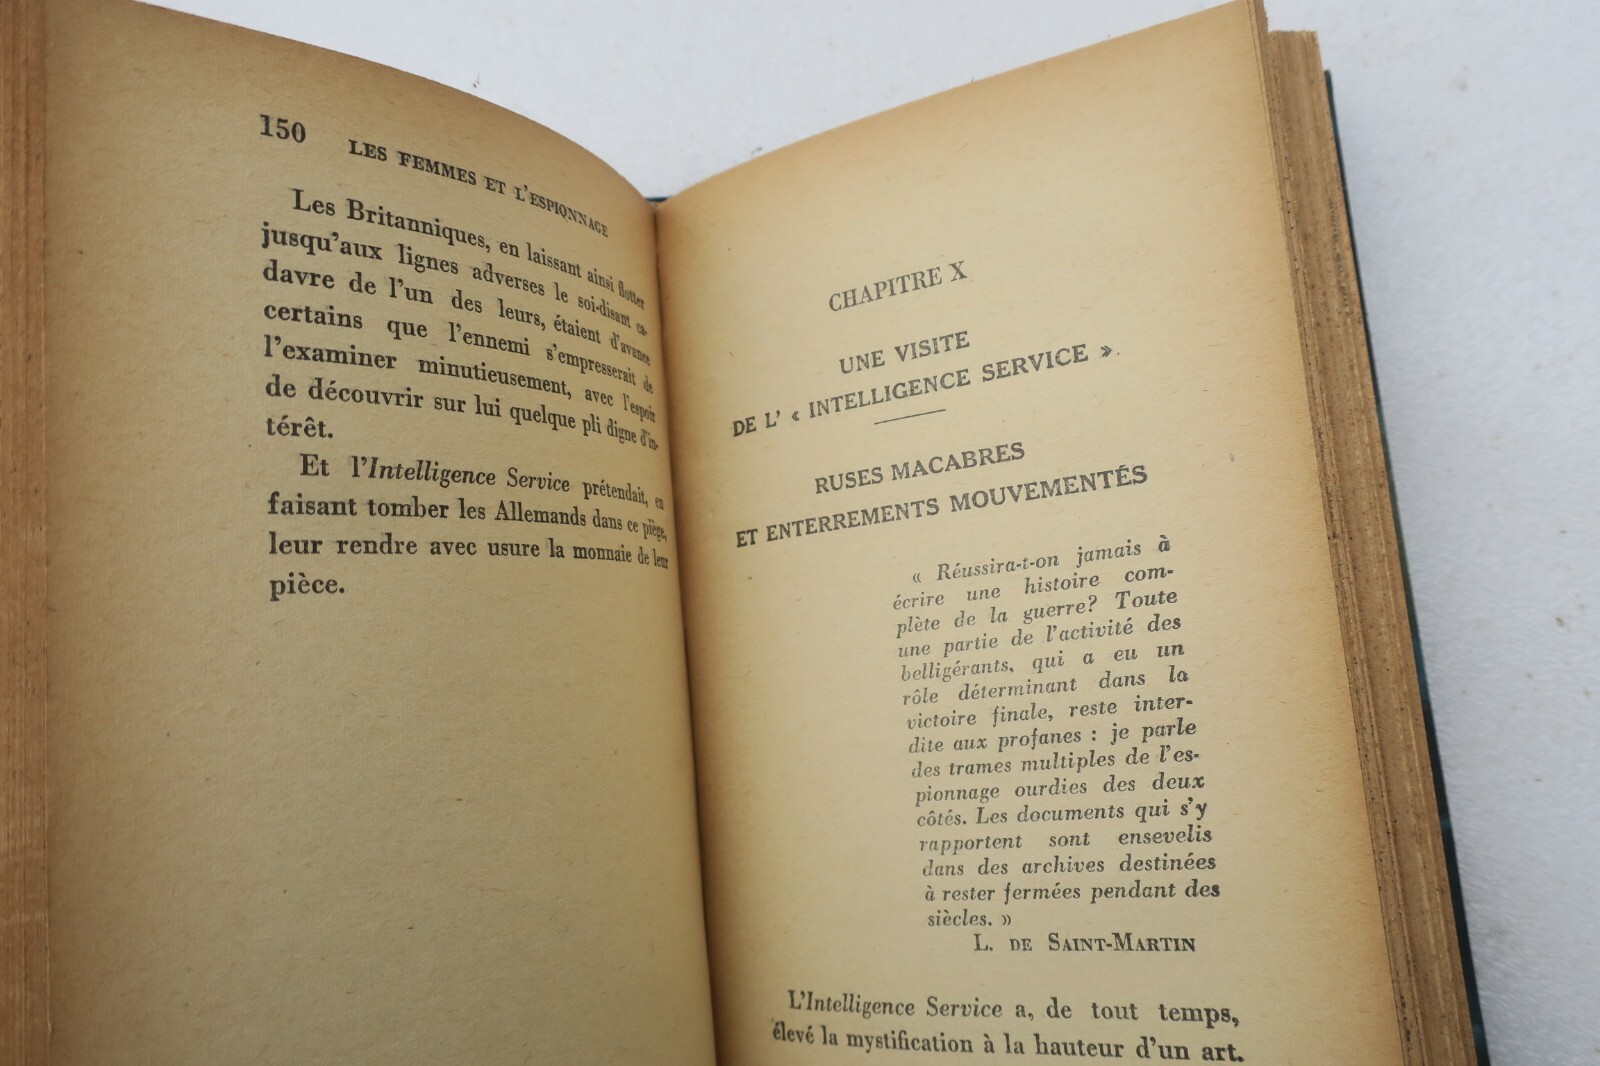 150 LES FEMMES ET L'ESPIONNAGE
Les Britanniques, en laissant ainsi flotter
jusqu'aux lignes adverses le soi-disant ca-
davre de l'un des leurs, étaient d'avance
certains que l'ennemi s'empresserait de
l'examiner minutieusement, avec l'espoir
de découvrir sur lui quelque pli digne d'in-
térêt.
Et l'Intelligence Service prétendait, en
faisant tomber les Allemands dans ce piège,
leur rendre avec usure la monnaie de leur
pièce.
CHAPITRE X
UNE VISITE
DE L' « INTELLIGENCE SERVICE ».
RUSES MACABRES
ET ENTERREMENTS MOUVEMENTÉS
« Réussira-t-on jamais à
écrire une histoire com-
plète de la guerre? Toute
une partie de l'activité des
belligérants, qui a eu un
rôle déterminant dans la
victoire finale, reste inter-
dite aux profanes : je parle
des trames multiples de l'es-
pionnage ourdies des deux
côtés. Les documents qui s'y
rapportent sont ensevelis
dans des archives destinées
à rester fermées pendant des
siècles. »
L. DE SAINT-MARTIN
L'Intelligence Service a, de tout temps,
élevé la mystification à la hauteur d'un art.